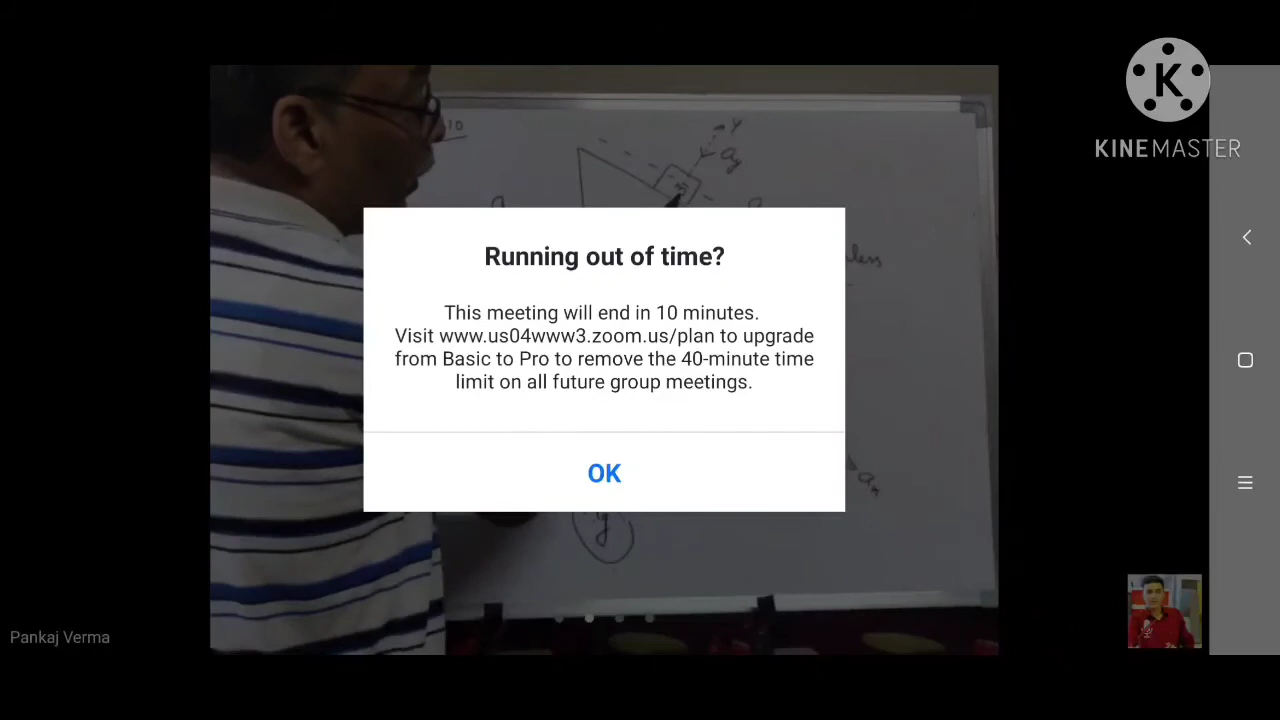 KINEMASTER
10
Y
ay
Running out of time?
This meeting will end in 10 minutes.
Visit www.us04www3.zoom.us/plan to upgrade
from Basic to Pro to remove the 40-minute time
limit on all future group meetings.
OK
Pankaj Verma